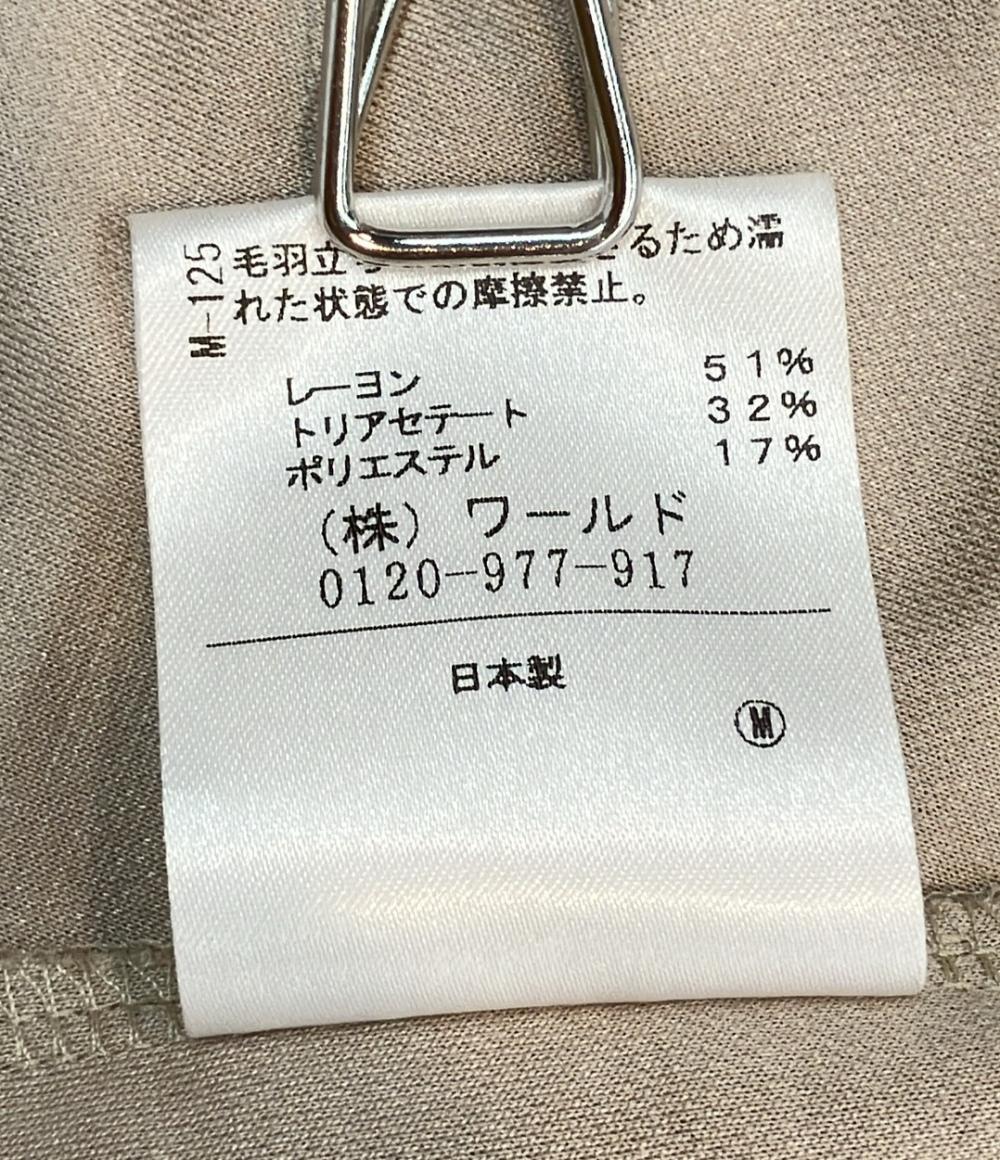 M-125
毛羽立 るため濡
れた状態での摩擦禁止。
レーヨン 51%
トリアセテート 32%
ポリエステル 17%
(株) ワールド
0120-977-917
日本製
Ⓜ